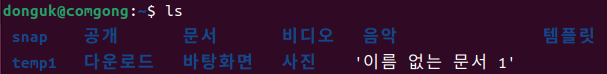 donguk@comgong:~$ ls
snap 공개 문서 비디오 음악 템플릿
temp1 다운로드 바탕화면 사진 '이름 없는 문서 1'